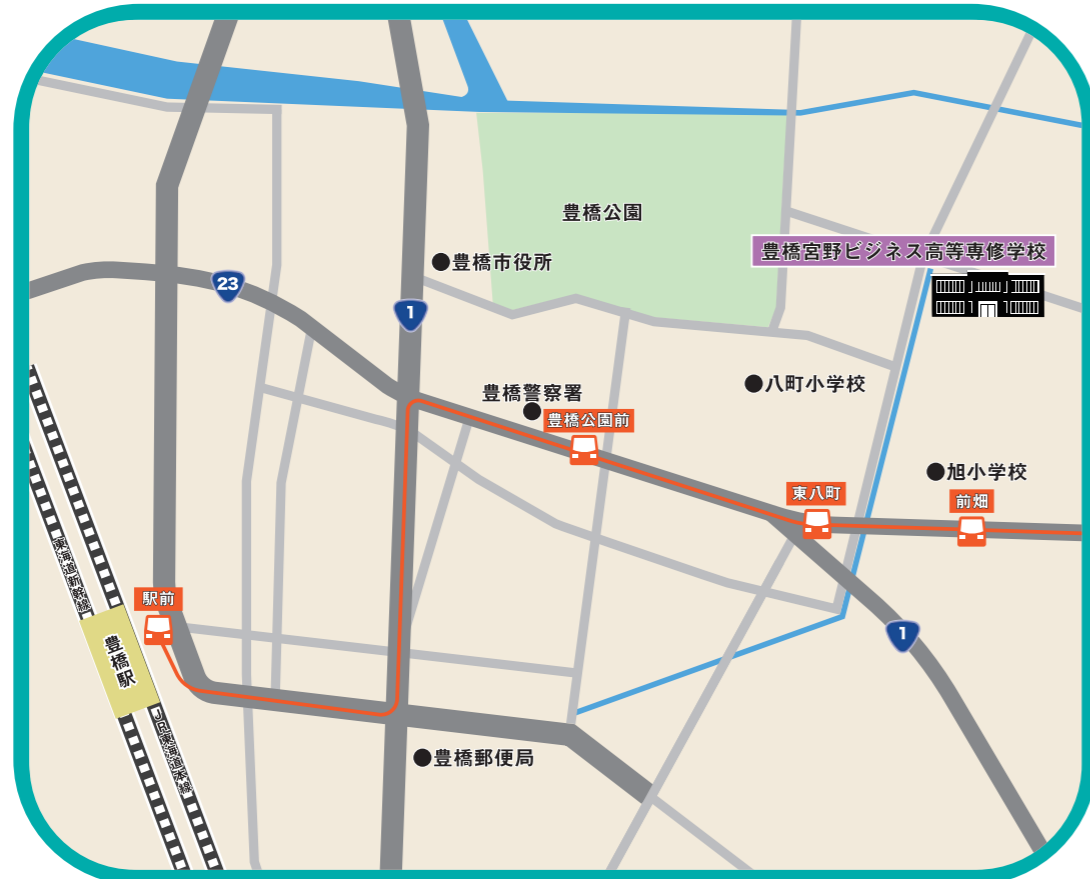 豊橋公園
豊橋宮野ビジネス高等専修学校
豊橋市役所
23
1
八町小学校
豊橋警察署
豊橋公園前
旭小学校
東八町
前畑
東海道新幹線
駅前
豊橋駅
1
JR東海道本線
豊橋郵便局